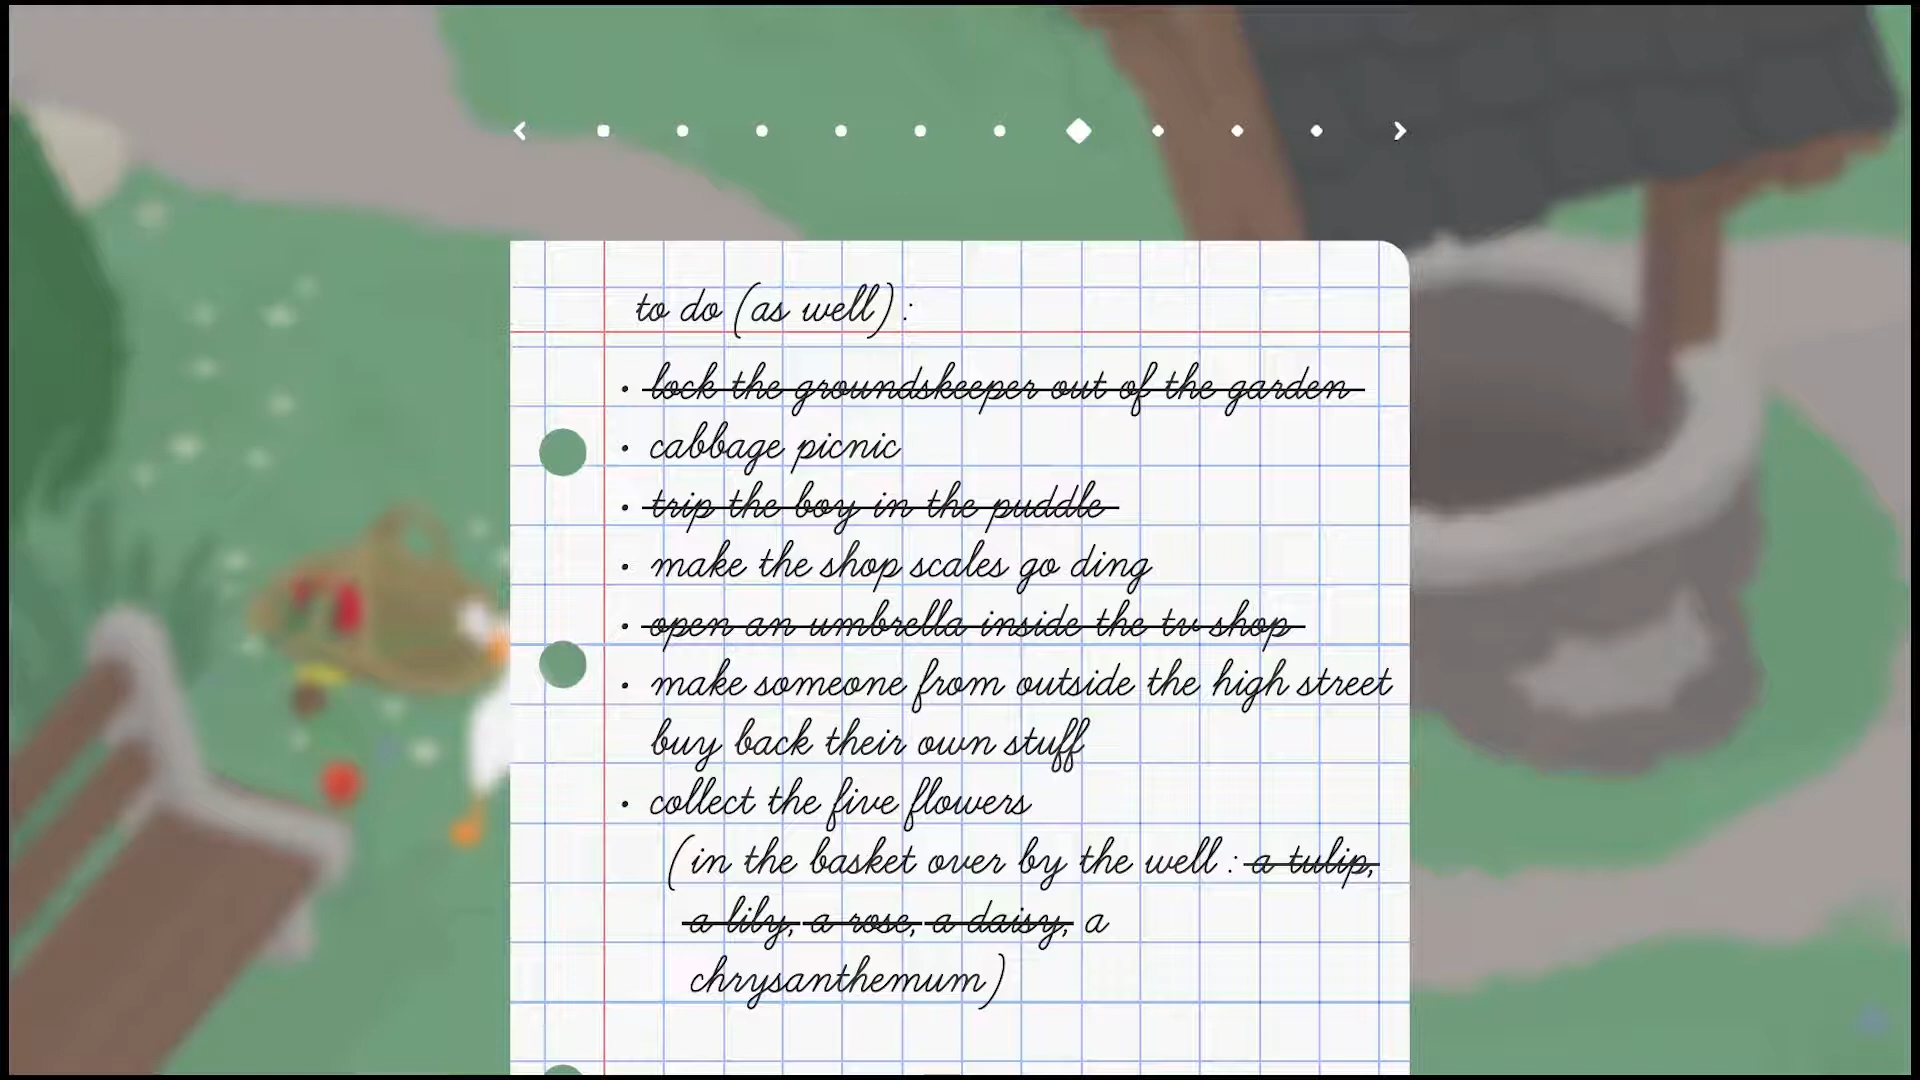 to do (as well) :
• lock the groundskeeper out of the garden
• cabbage picnic
• trip the boy in the puddle
• make the shop scales go ding
• open an umbrella inside the tv shop
• make someone from outside the high street
buy back their own stuff
• collect the five flowers
(in the basket over by the well : a tulip,
a lily, a rose, a daisy, a
chrysanthemum)